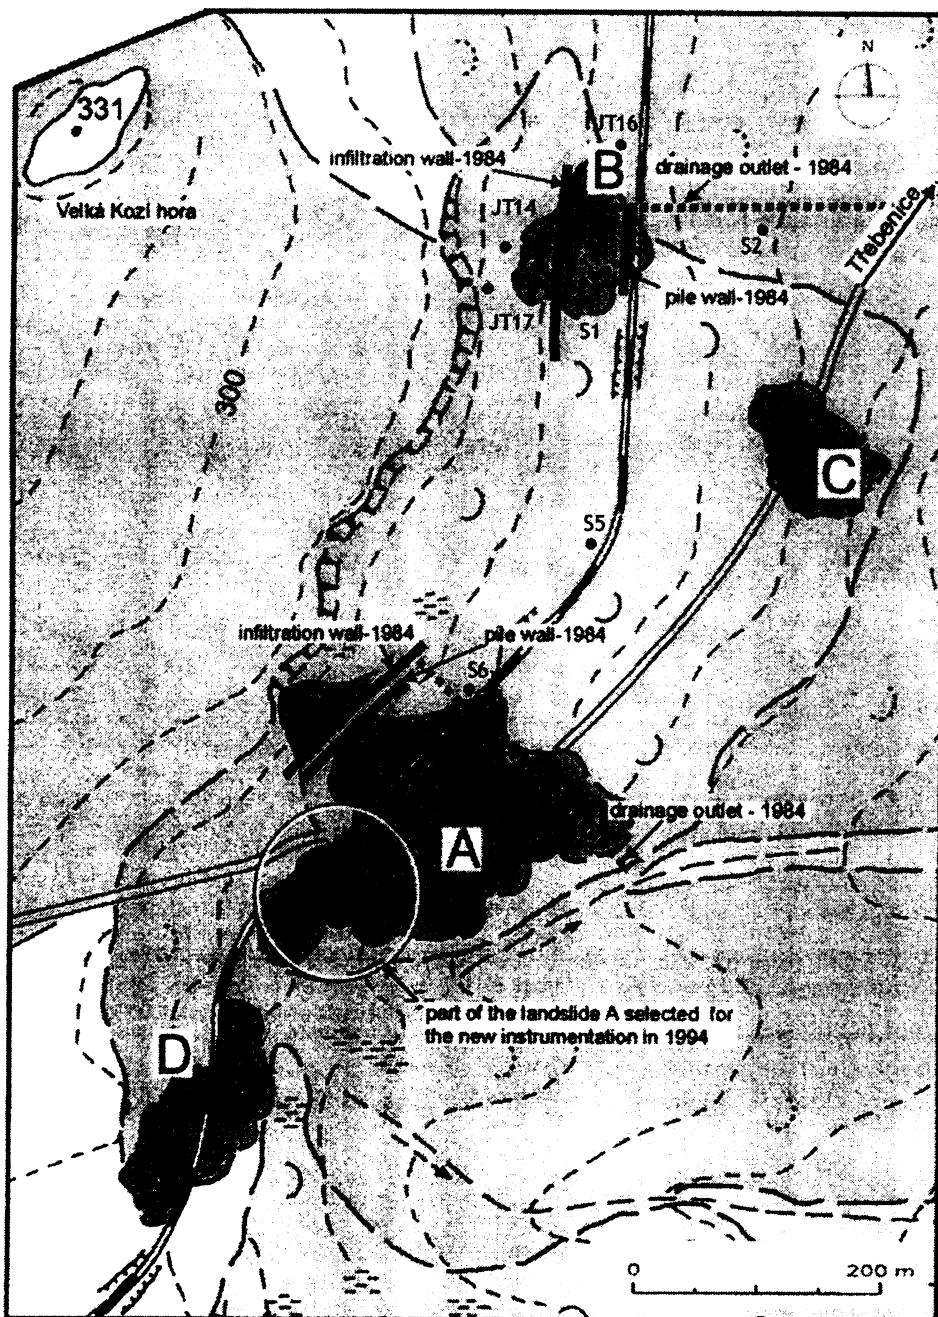 N
331
JT16
infiltration wall-1984
B
drainage outlet - 1984
Velká Kozí hora
JT14
S2
Třebenice
pile wall-1984
JT17
S1
300
C
S5
infiltration wall-1984
pile wall-1984
S6
drainage outlet - 1984
A
part of the landslide A selected for
the new instrumentation in 1994
D
0
200 m